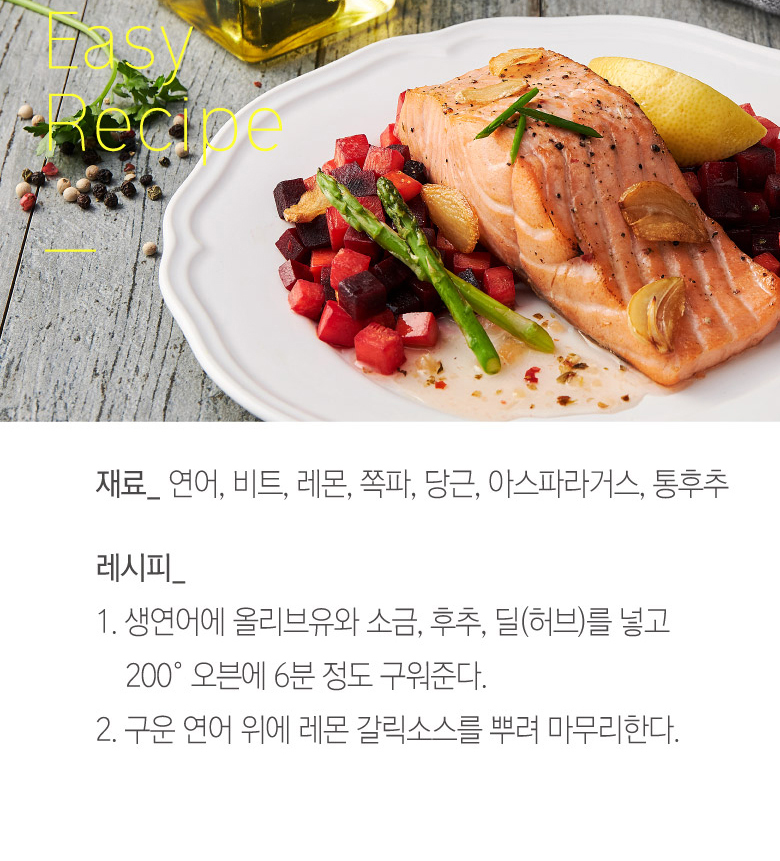 Easy
Recipe
재료_ 연어, 비트, 레몬, 쪽파, 당근, 아스파라거스, 통후추
레시피_
1. 생연어에 올리브유와 소금, 후추, 딜(허브)를 넣고
200° 오븐에 6분 정도 구워준다.
2. 구운 연어 위에 레몬 갈릭소스를 뿌려 마무리한다.